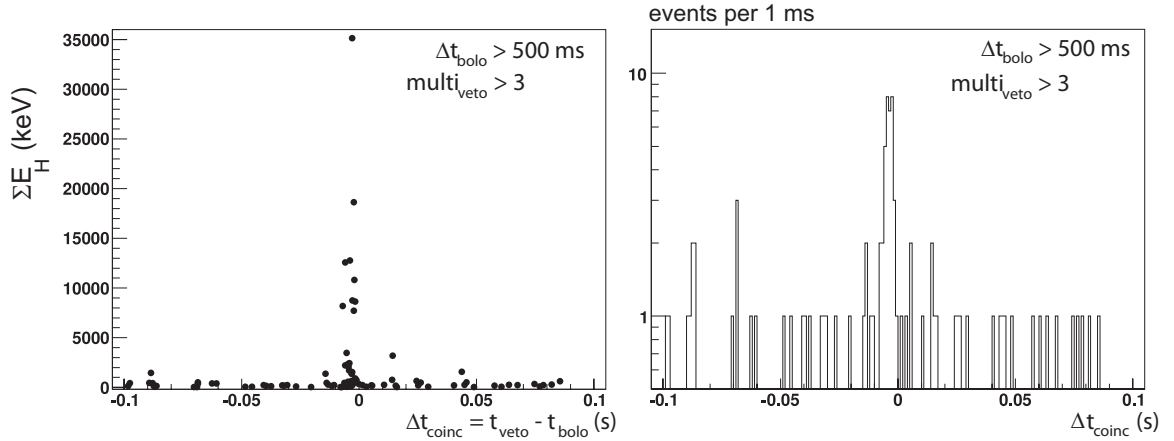 35000
30000
25000
20000
15000
10000
5000
0
ΣE_H (keV)
Δt_bolo > 500 ms
multi_veto > 3
-0.1 -0.05 0 0.05 0.1
Δt_coinc = t_veto - t_bolo (s)
events per 1 ms
10
1
Δt_bolo > 500 ms
multi_veto > 3
-0.1 -0.05 0 0.05 0.1
Δt_coinc (s)